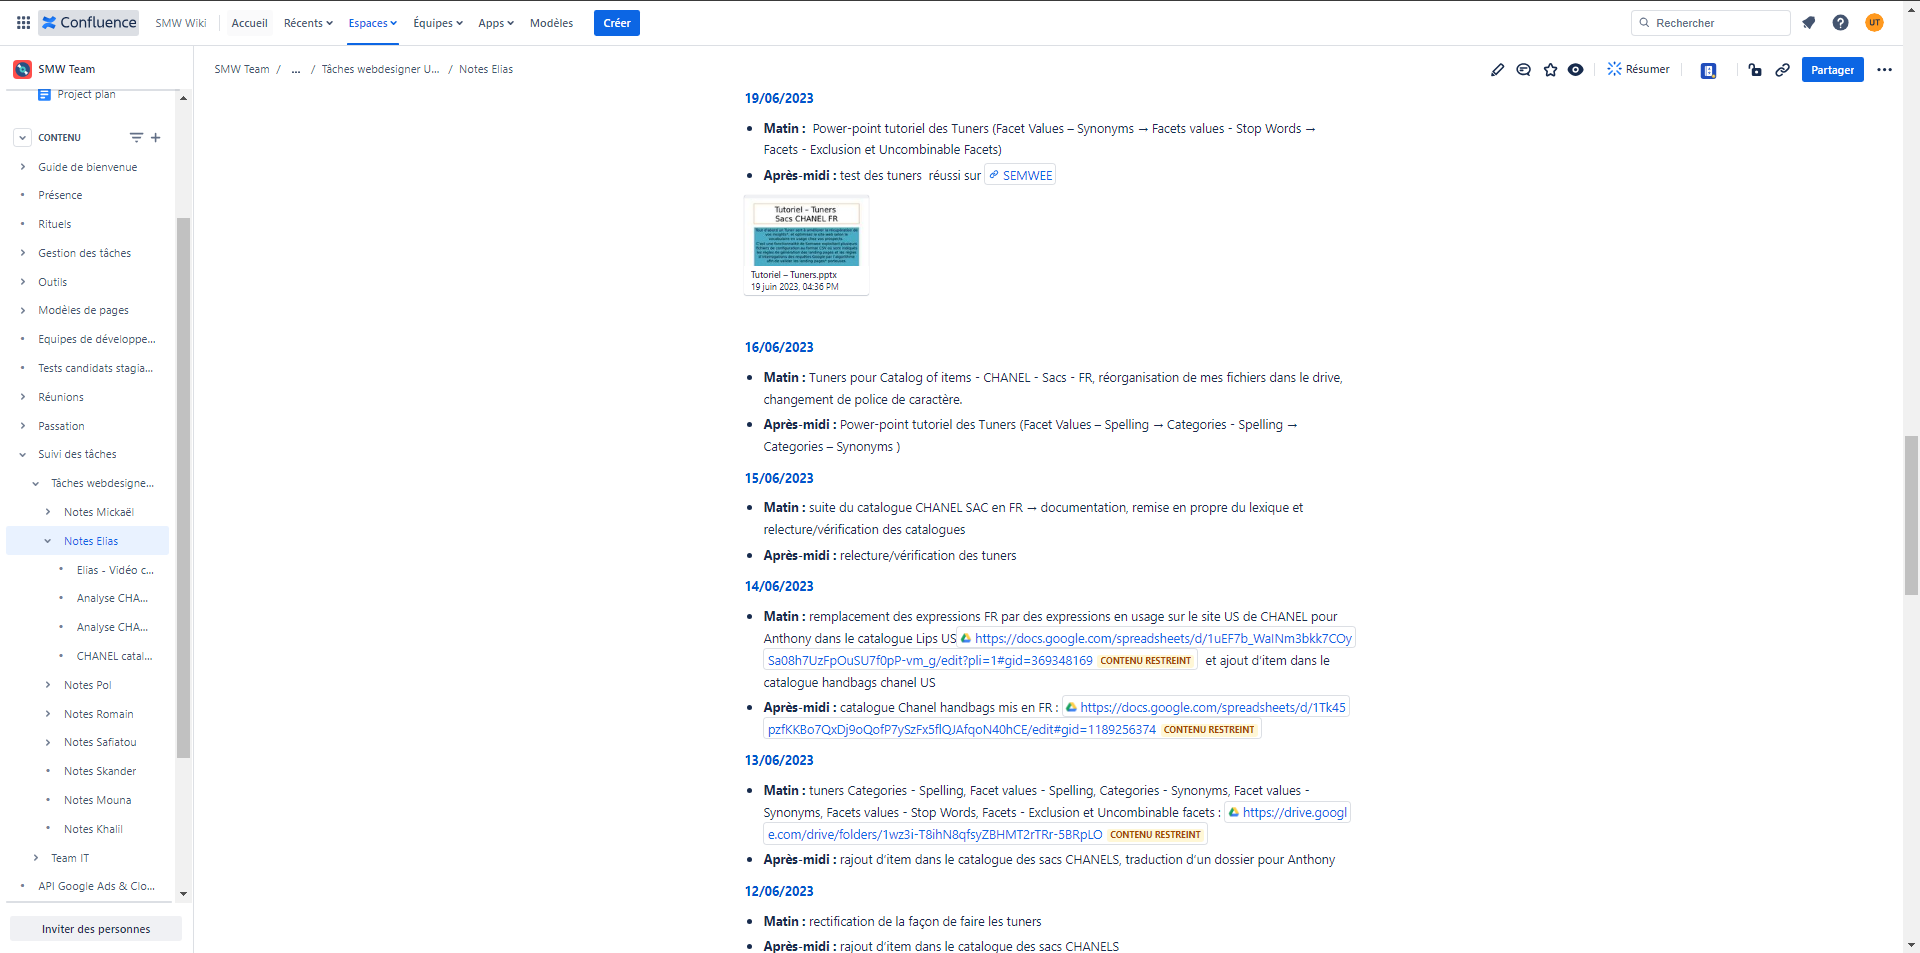 Confluence
SMW Wiki
Accueil
Récents
Espaces
Équipes
Apps
Modèles
Créer
Rechercher
UT
SMW Team
Project plan
CONTENU
Guide de bienvenue
Présence
Rituels
Gestion des tâches
Outils
Modèles de pages
Equipes de développe...
Tests candidats stagia...
Réunions
Passation
Suivi des tâches
Tâches webdesigne...
Notes Mickaël
Notes Elias
Elias - Vidéo c...
Analyse CHA...
Analyse CHA...
CHANEL catal...
Notes Pol
Notes Romain
Notes Safiatou
Notes Skander
Notes Mouna
Notes Khalil
Team IT
API Google Ads & Clo...
Inviter des personnes
SMW Team / ... / Tâches webdesigner U... / Notes Elias
Résumer
Partager
19/06/2023
• Matin : Power-point tutoriel des Tuners (Facet Values – Synonyms → Facets values - Stop Words →
Facets - Exclusion et Uncombinable Facets)
• Après-midi : test des tuners réussi sur SEMWEE
Tutoriel – Tuners
Sacs CHANEL FR
Tutoriel – Tuners.pptx
19 juin 2023, 04:36 PM
16/06/2023
• Matin : Tuners pour Catalog of items - CHANEL - Sacs - FR, réorganisation de mes fichiers dans le drive,
changement de police de caractère.
• Après-midi : Power-point tutoriel des Tuners (Facet Values – Spelling → Categories - Spelling →
Categories – Synonyms )
15/06/2023
• Matin : suite du catalogue CHANEL SAC en FR → documentation, remise en propre du lexique et
relecture/vérification des catalogues
• Après-midi : relecture/vérification des tuners
14/06/2023
• Matin : remplacement des expressions FR par des expressions en usage sur le site US de CHANEL pour
Anthony dans le catalogue Lips US https://docs.google.com/spreadsheets/d/1uEF7b_WaINm3bkk7COy
Sa08h7UzFpOuSU7f0pP-vm_g/edit?pli=1#gid=369348169 CONTENU RESTREINT et ajout d'item dans le
catalogue handbags chanel US
• Après-midi : catalogue Chanel handbags mis en FR : https://docs.google.com/spreadsheets/d/1Tk45
pzfKKBo7QxDj9oQofP7ySzFx5flQJAfqoN40hCE/edit#gid=1189256374 CONTENU RESTREINT
13/06/2023
• Matin : tuners Categories - Spelling, Facet values - Spelling, Categories - Synonyms, Facet values -
Synonyms, Facets values - Stop Words, Facets - Exclusion et Uncombinable facets : https://drive.googl
e.com/drive/folders/1wz3i-T8ihN8qfsyZBHMT2rTRr-5BRpLO CONTENU RESTREINT
• Après-midi : rajout d'item dans le catalogue des sacs CHANELS, traduction d'un dossier pour Anthony
12/06/2023
• Matin : rectification de la façon de faire les tuners
• Après-midi : rajout d'item dans le catalogue des sacs CHANELS